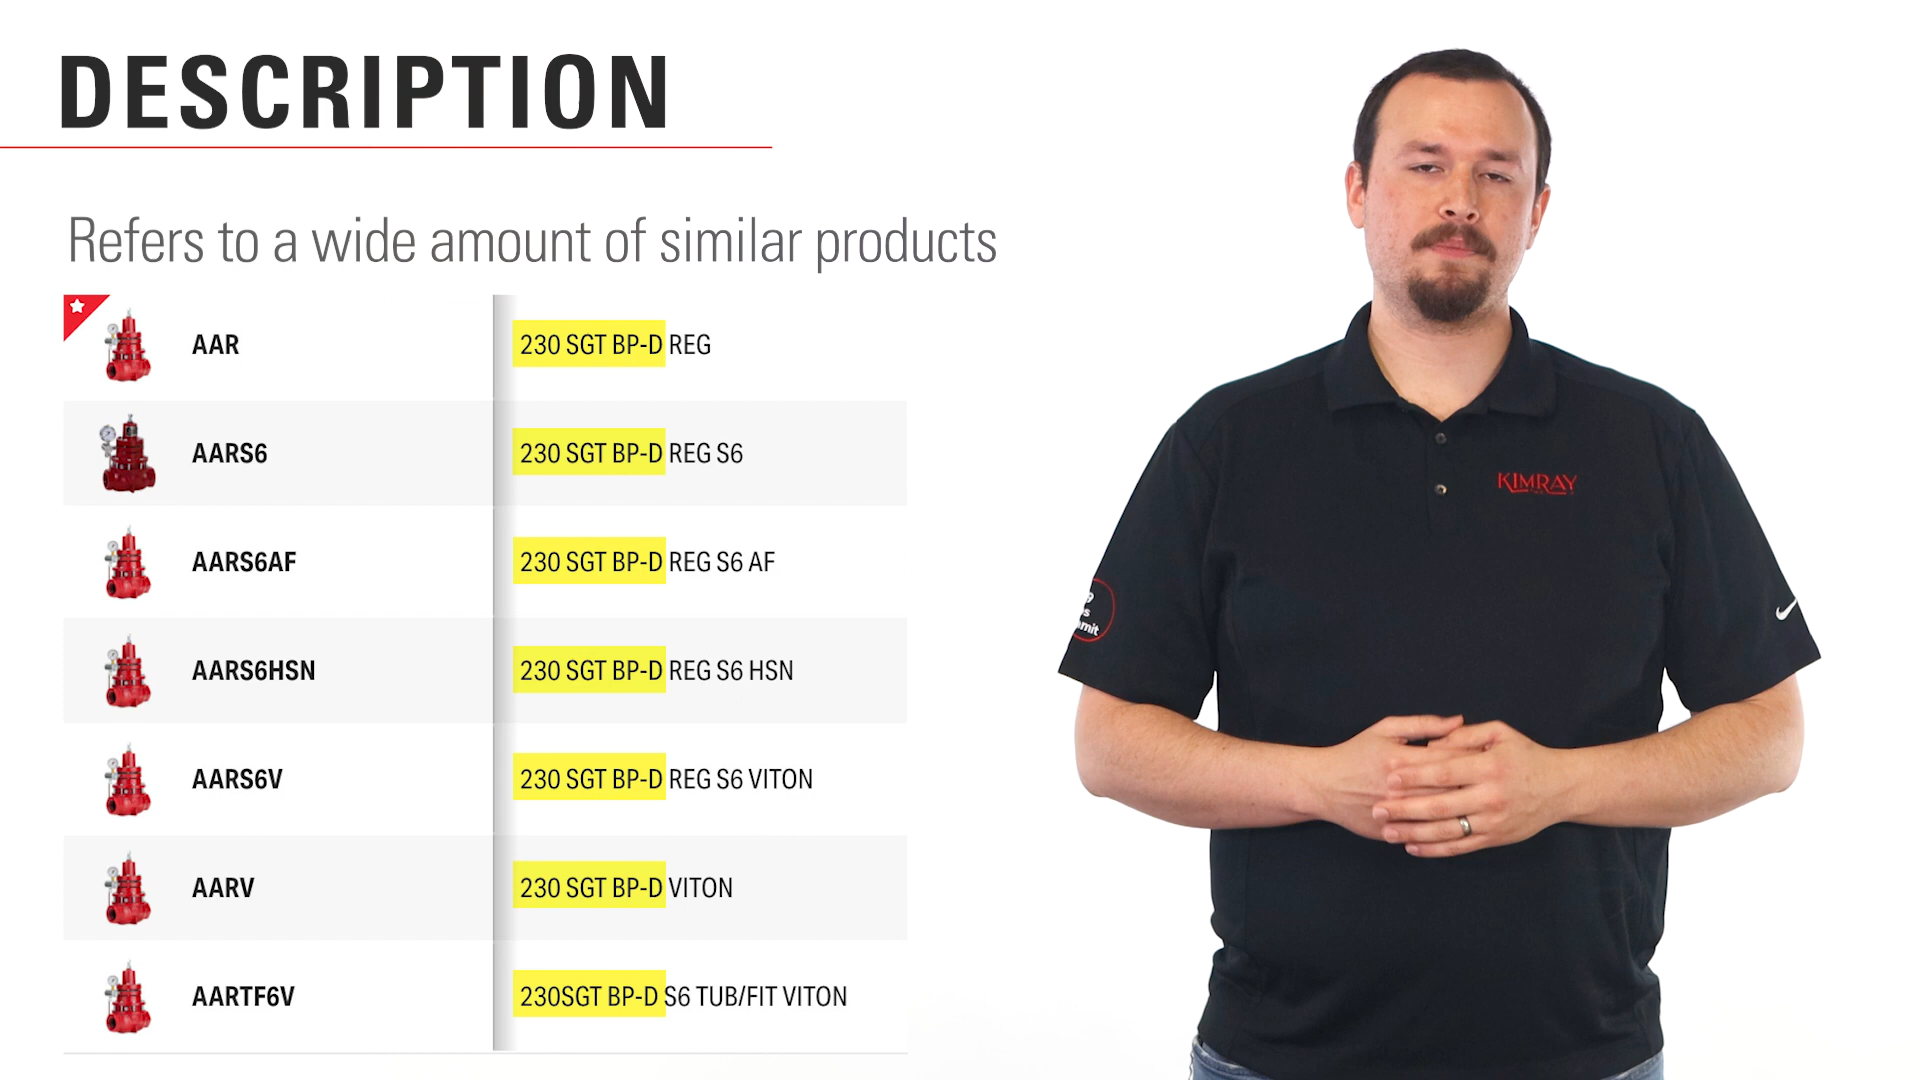 DESCRIPTION
Refers to a wide amount of similar products
AAR 230 SGT BP-D REG
AARS6 230 SGT BP-D REG S6
AARS6AF 230 SGT BP-D REG S6 AF
AARS6HSN 230 SGT BP-D REG S6 HSN
AARS6V 230 SGT BP-D REG S6 VITON
AARV 230 SGT BP-D VITON
AARTF6V 230SGT BP-D S6 TUB/FIT VITON
KIMRAY